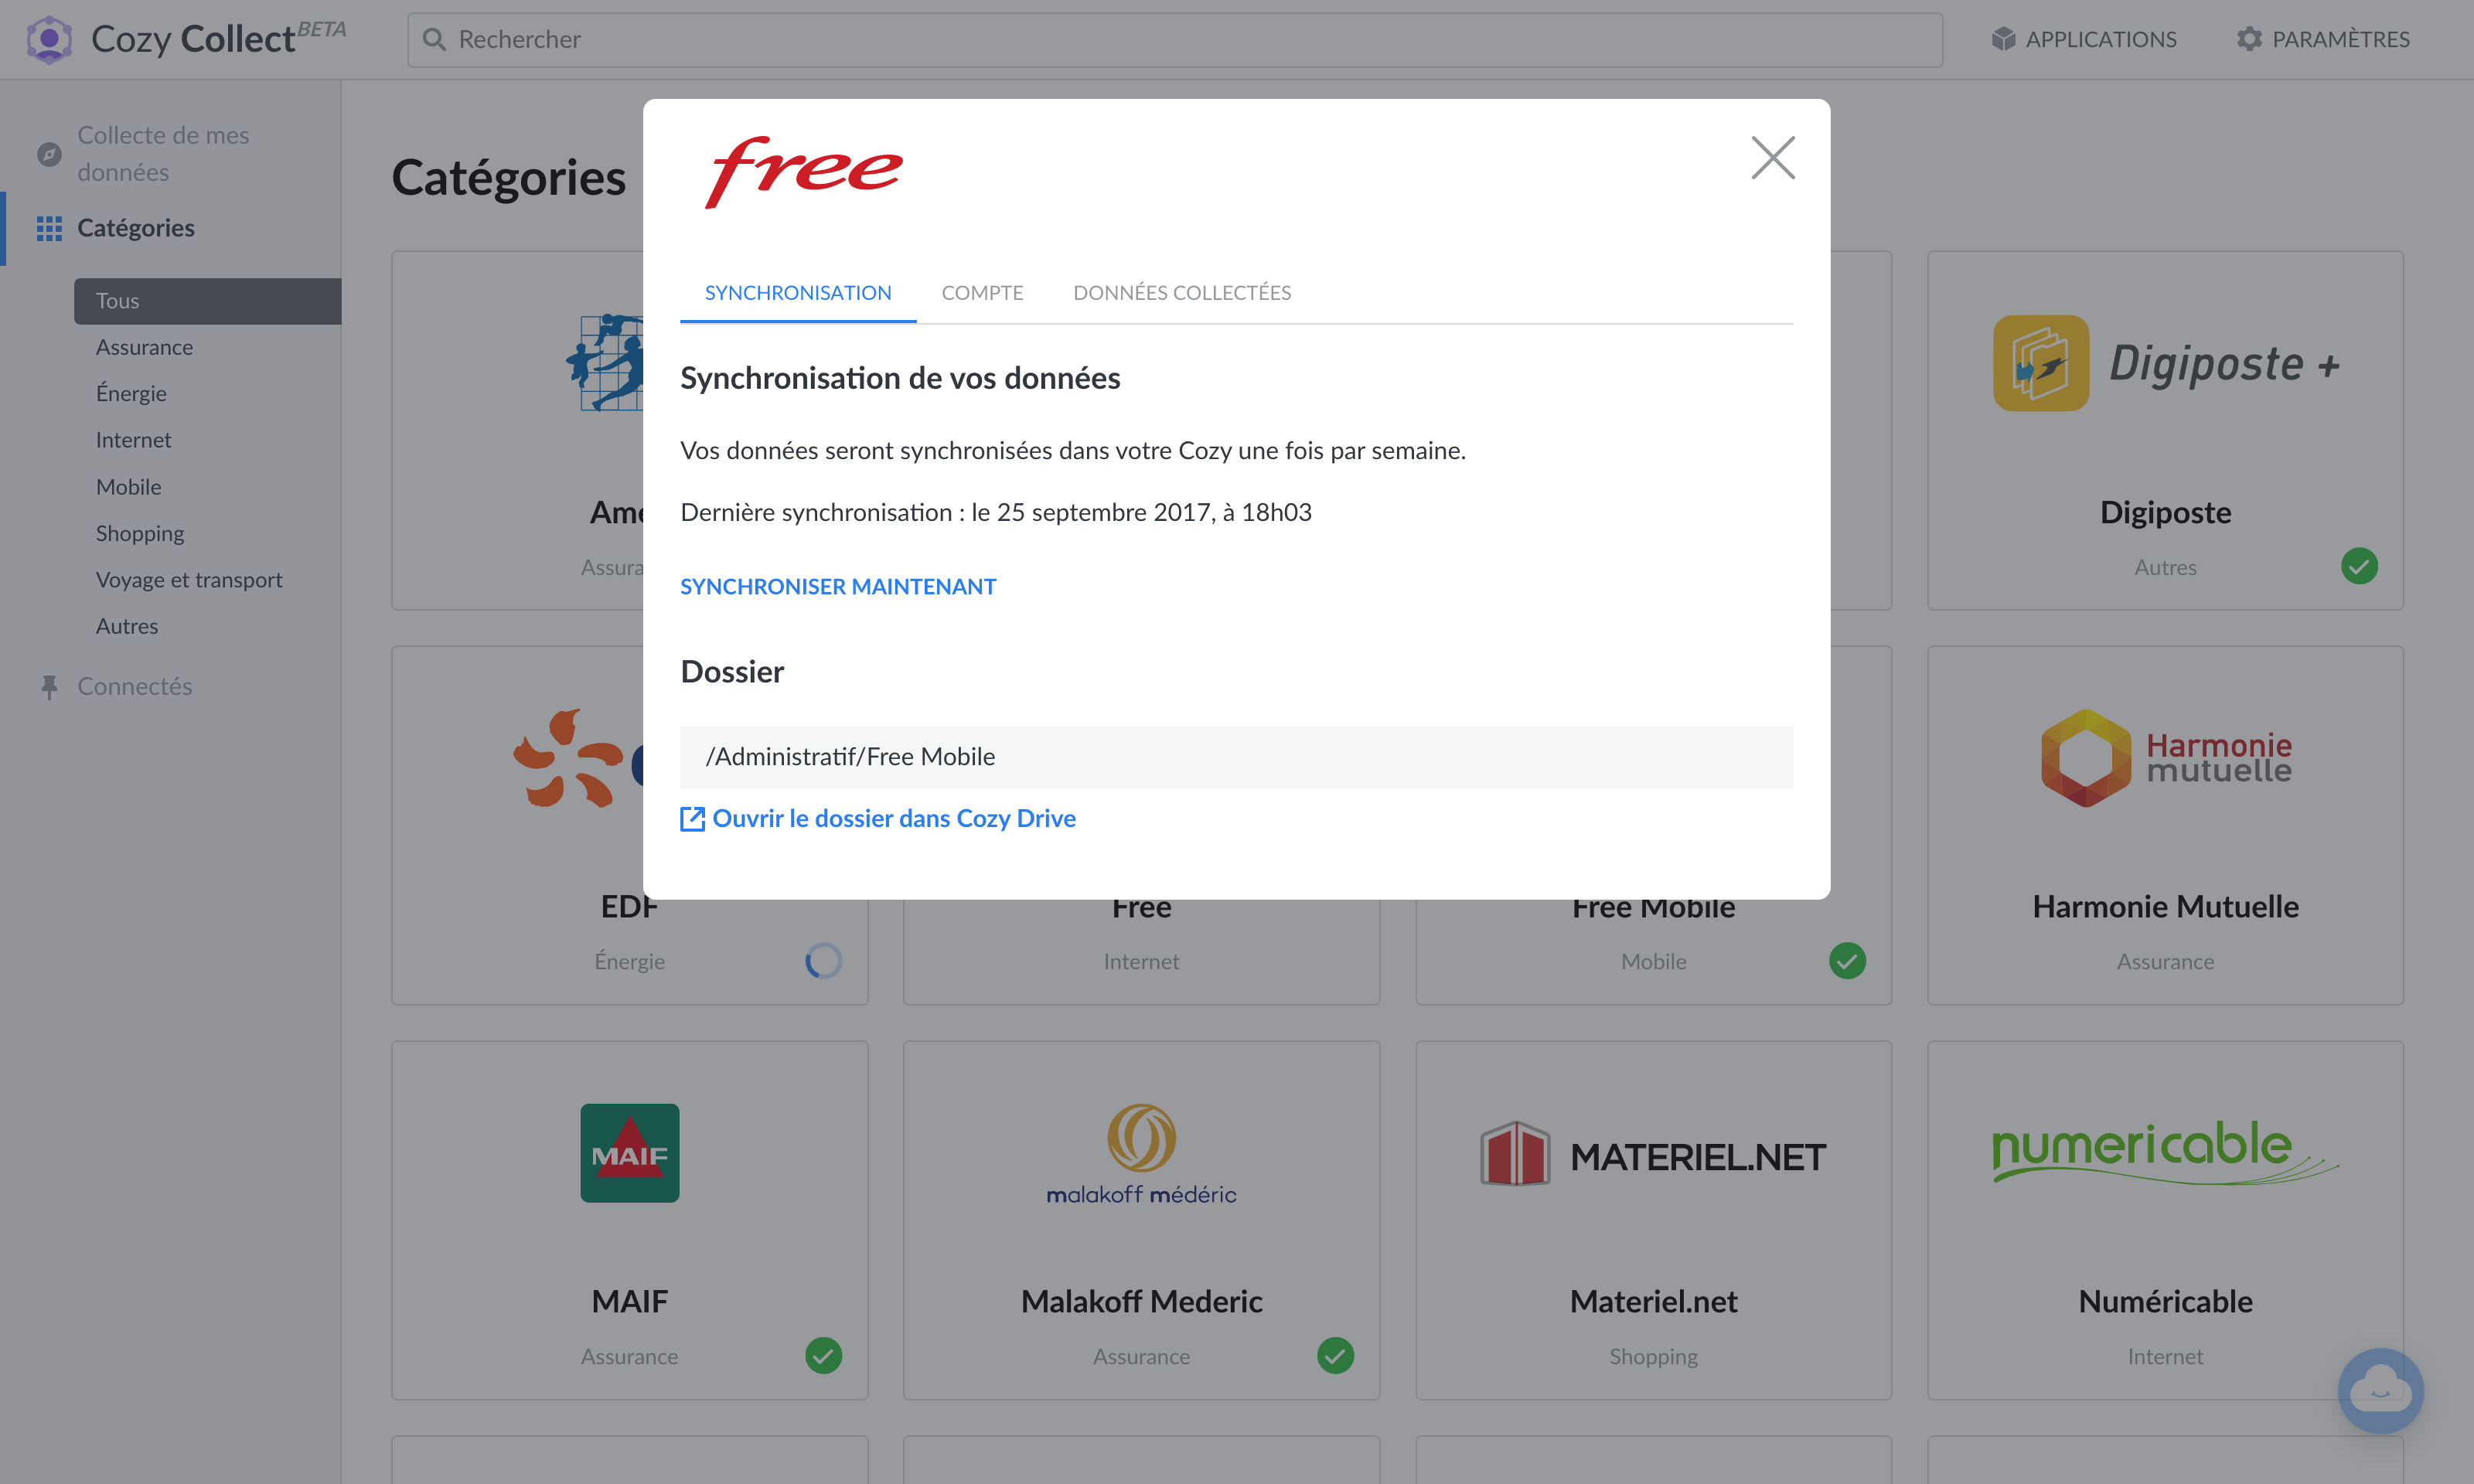 Cozy Collect BETA
Rechercher
APPLICATIONS
PARAMÈTRES
Collecte de mes
données
Catégories
Tous
Assurance
Énergie
Internet
Mobile
Shopping
Voyage et transport
Autres
Connectés
Catégories
free
SYNCHRONISATION
COMPTE
DONNÉES COLLECTÉES
Synchronisation de vos données
Vos données seront synchronisées dans votre Cozy une fois par semaine.
Dernière synchronisation : le 25 septembre 2017, à 18h03
SYNCHRONISER MAINTENANT
Dossier
/Administratif/Free Mobile
Ouvrir le dossier dans Cozy Drive
Digiposte +
Digiposte
Autres
Harmonie
mutuelle
EDF
Énergie
Free
Internet
Free Mobile
Mobile
Harmonie Mutuelle
Assurance
MAIF
MAIF
Assurance
malakoff médéric
Malakoff Mederic
Assurance
MATERIEL.NET
Materiel.net
Shopping
numericable
Numéricable
Internet